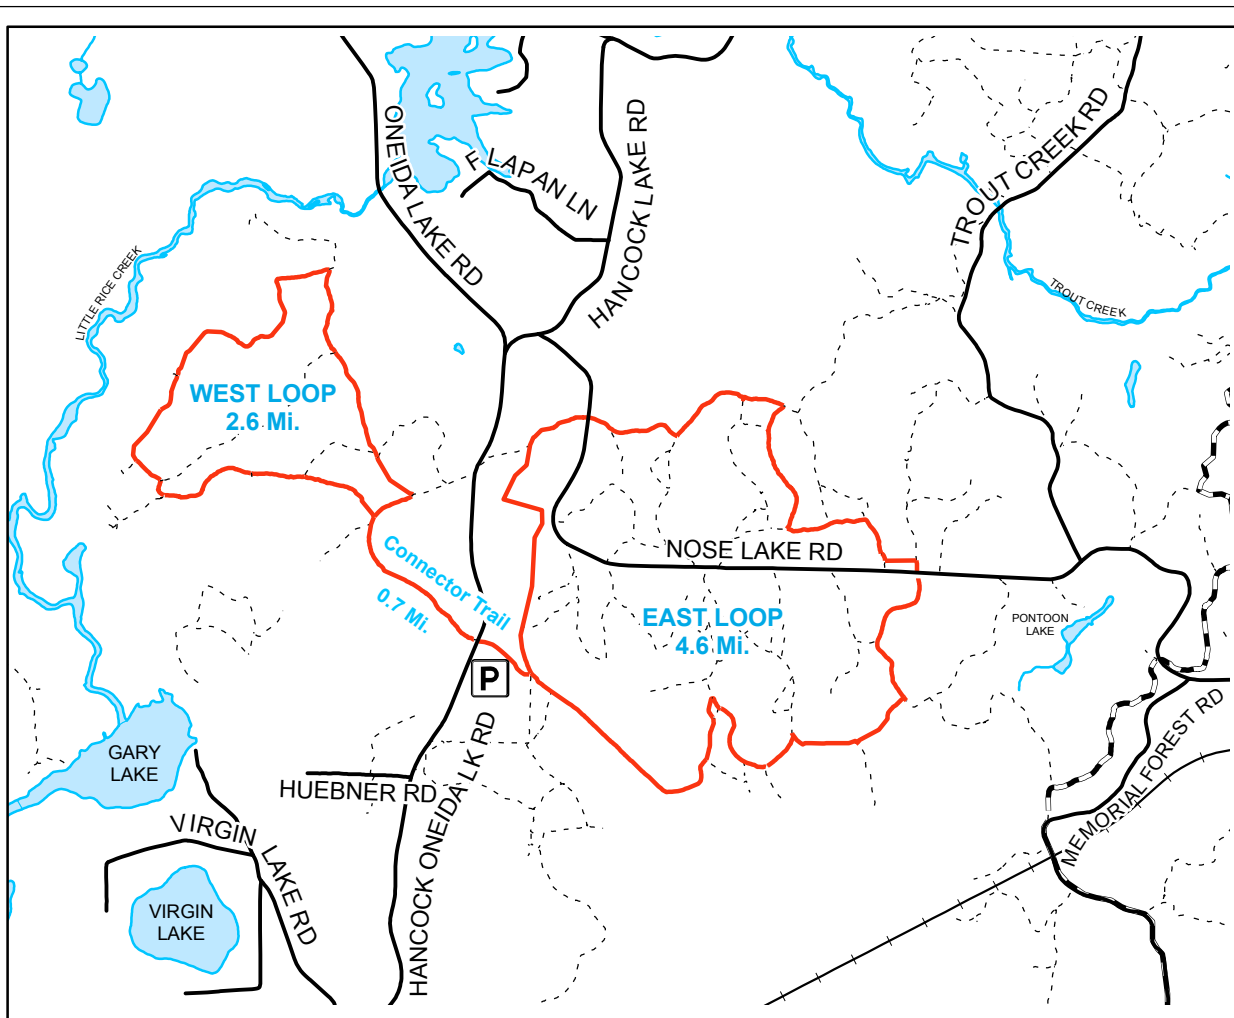 ONEIDA LAKE RD
E LAPAN LN
HANCOCK LAKE RD
TROUT CREEK RD
LITTLE RICE CREEK
TROUT CREEK
WEST LOOP
2.6 Mi.
Connector Trail
0.7 Mi.
NOSE LAKE RD
EAST LOOP
4.6 Mi.
PONTOON
LAKE
P
GARY
LAKE
HUEBNER RD
HANCOCK ONEIDA LK RD
MEMORIAL FOREST RD
VIRGIN LAKE RD
VIRGIN
LAKE